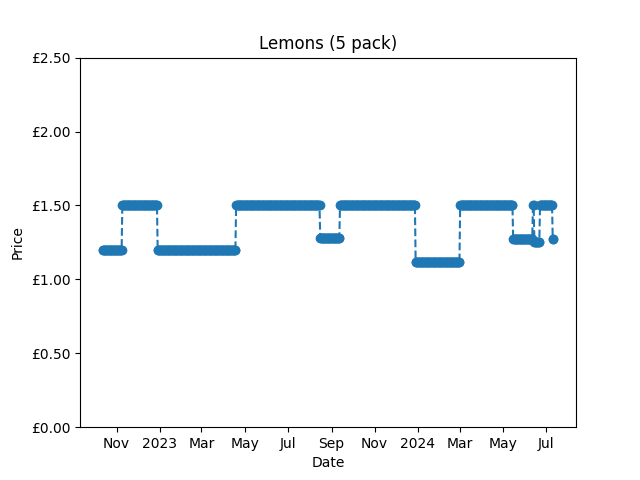 Lemons (5 pack)
£2.50
£2.00
£1.50
£1.00
£0.50
£0.00
Price
Nov 2023 Mar May Jul Sep Nov 2024 Mar May Jul
Date